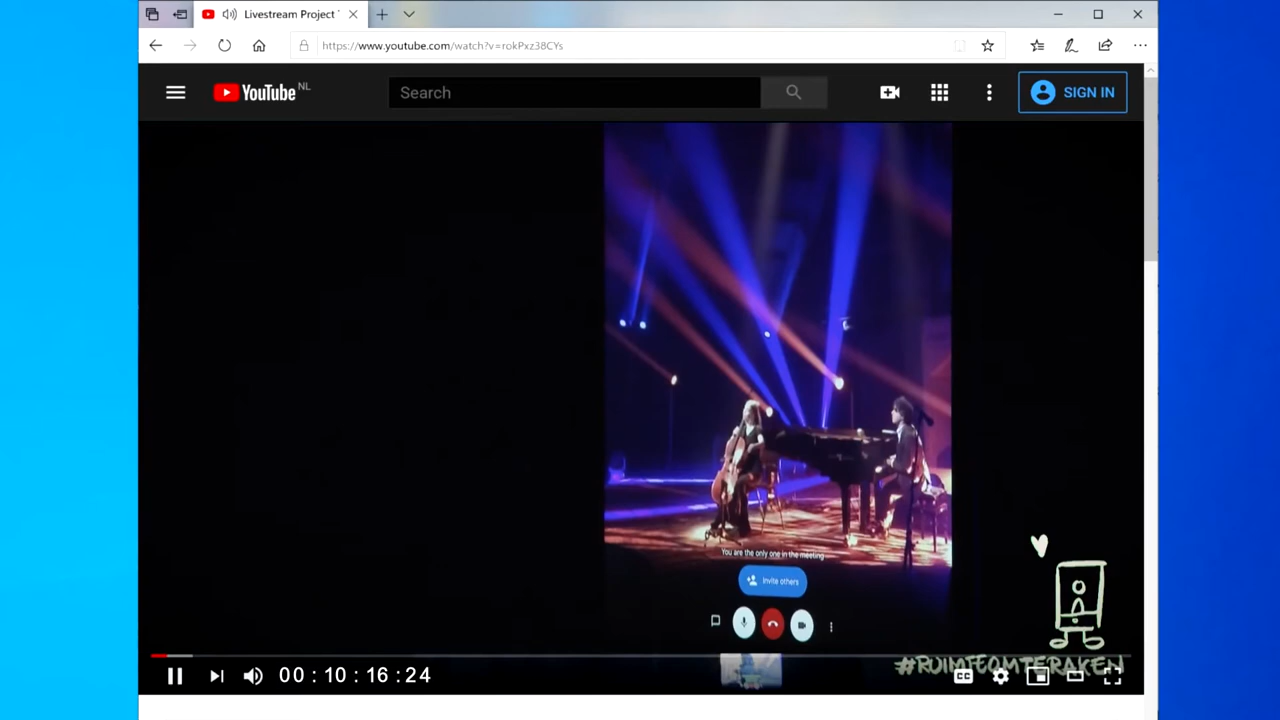 Livestream Project
https://www.youtube.com/watch?v=rokPxz38CYs
YouTube NL
Search
SIGN IN
You are the only one in the meeting
Invite others
#RUIMTEOMTERAKEN
00:10:16:24
CC